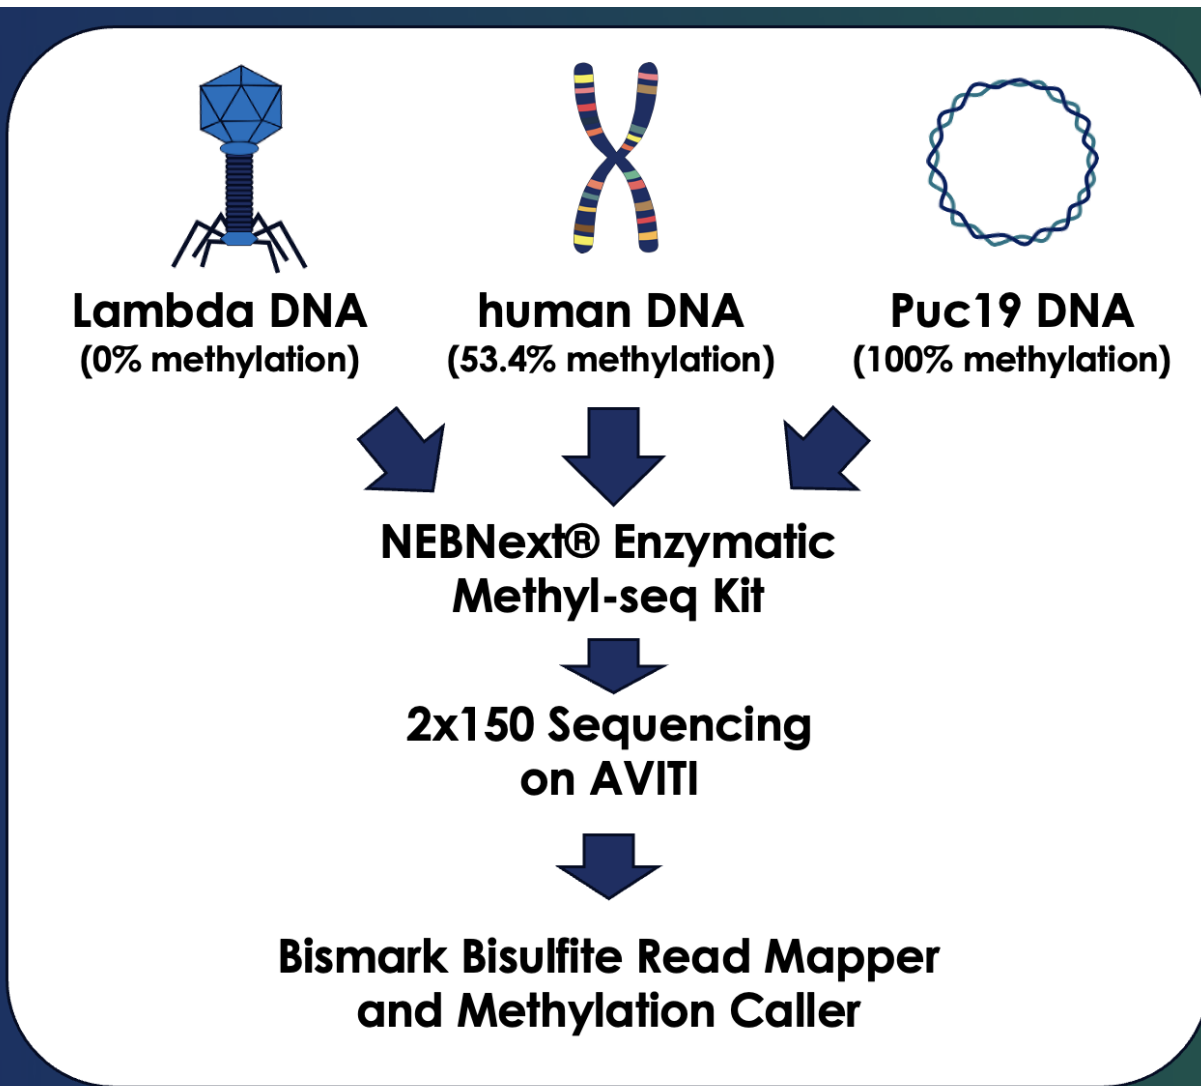 Lambda DNA
(0% methylation)
human DNA
(53.4% methylation)
Puc19 DNA
(100% methylation)
NEBNext® Enzymatic
Methyl-seq Kit
2x150 Sequencing
on AVITI
Bismark Bisulfite Read Mapper
and Methylation Caller